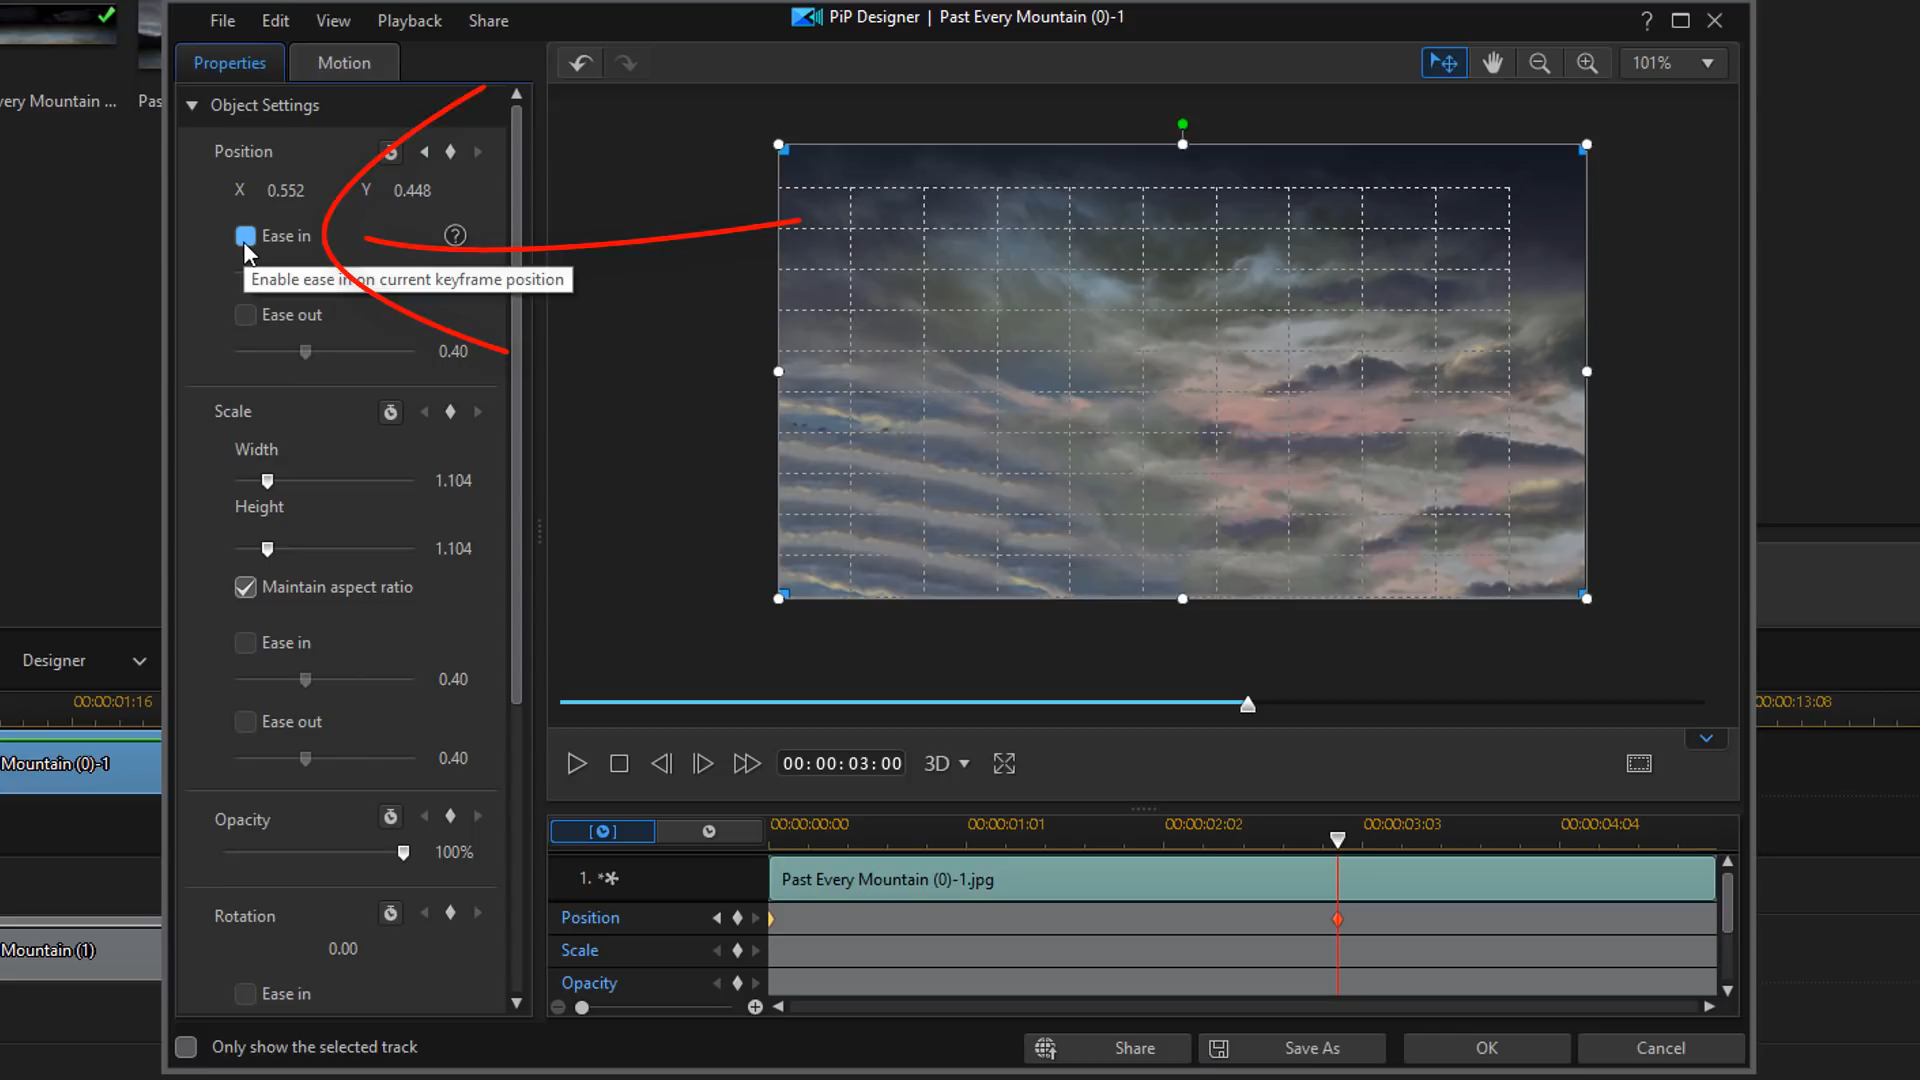 File Edit View Playback Share
PiP Designer | Past Every Mountain (0)-1
?
Properties Motion
101%
very Mountain ... Pas
Object Settings
Position
X 0.552 Y 0.448
Ease in ?
Enable ease in on current keyframe position
Ease out
0.40
Scale
Width
1.104
Height
1.104
Maintain aspect ratio
Ease in
0.40
Ease out
0.40
Opacity
100%
Rotation
0.00
Ease in
Designer
00:00:01:16
Mountain (0)-1
Mountain (1)
00:00:13:08
00:00:03:00 3D
00:00:00:00 00:00:01:01 00:00:02:02 00:00:03:03 00:00:04:04
1. Past Every Mountain (0)-1.jpg
Position
Scale
Opacity
Only show the selected track
Share Save As OK Cancel